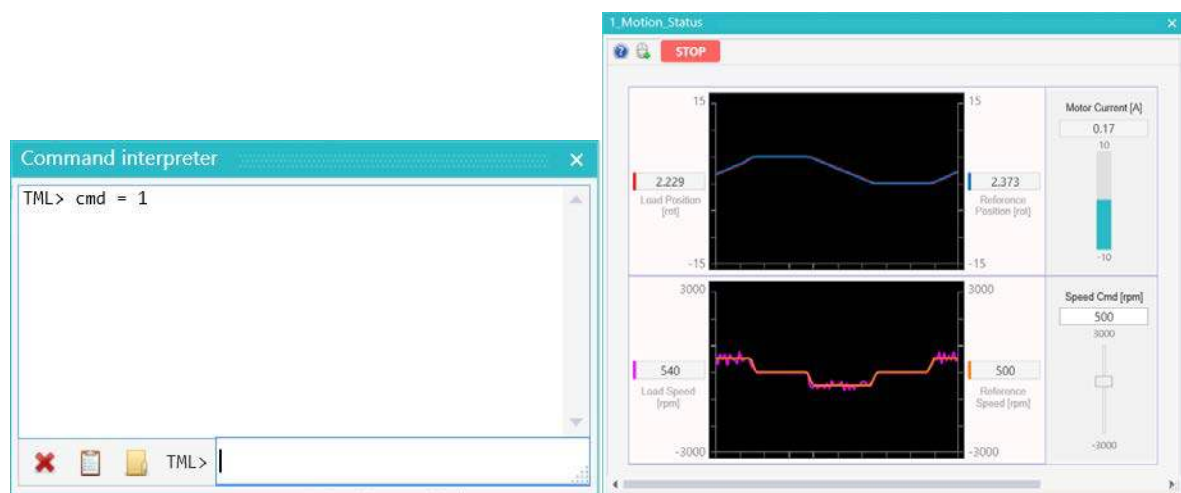 Command interpreter
TML> cmd = 1
TML>
1_Motion_Status
STOP
15
-15
2.229
Load Position
[rot]
15
-15
2.373
Reference
Position [rot]
Motor Current [A]
0.17
10
-10
3000
-3000
540
Load Speed
[rpm]
3000
-3000
500
Reference
Speed [rpm]
Speed Cmd [rpm]
500
3000
-3000